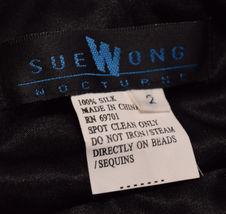 SUE WONG
NOCTURNE
100% SILK
2
MADE IN CHINA
RN 69701
SPOT CLEAN ONLY
DO NOT IRON/STEAM
DIRECTLY ON BEADS
/SEQUINS